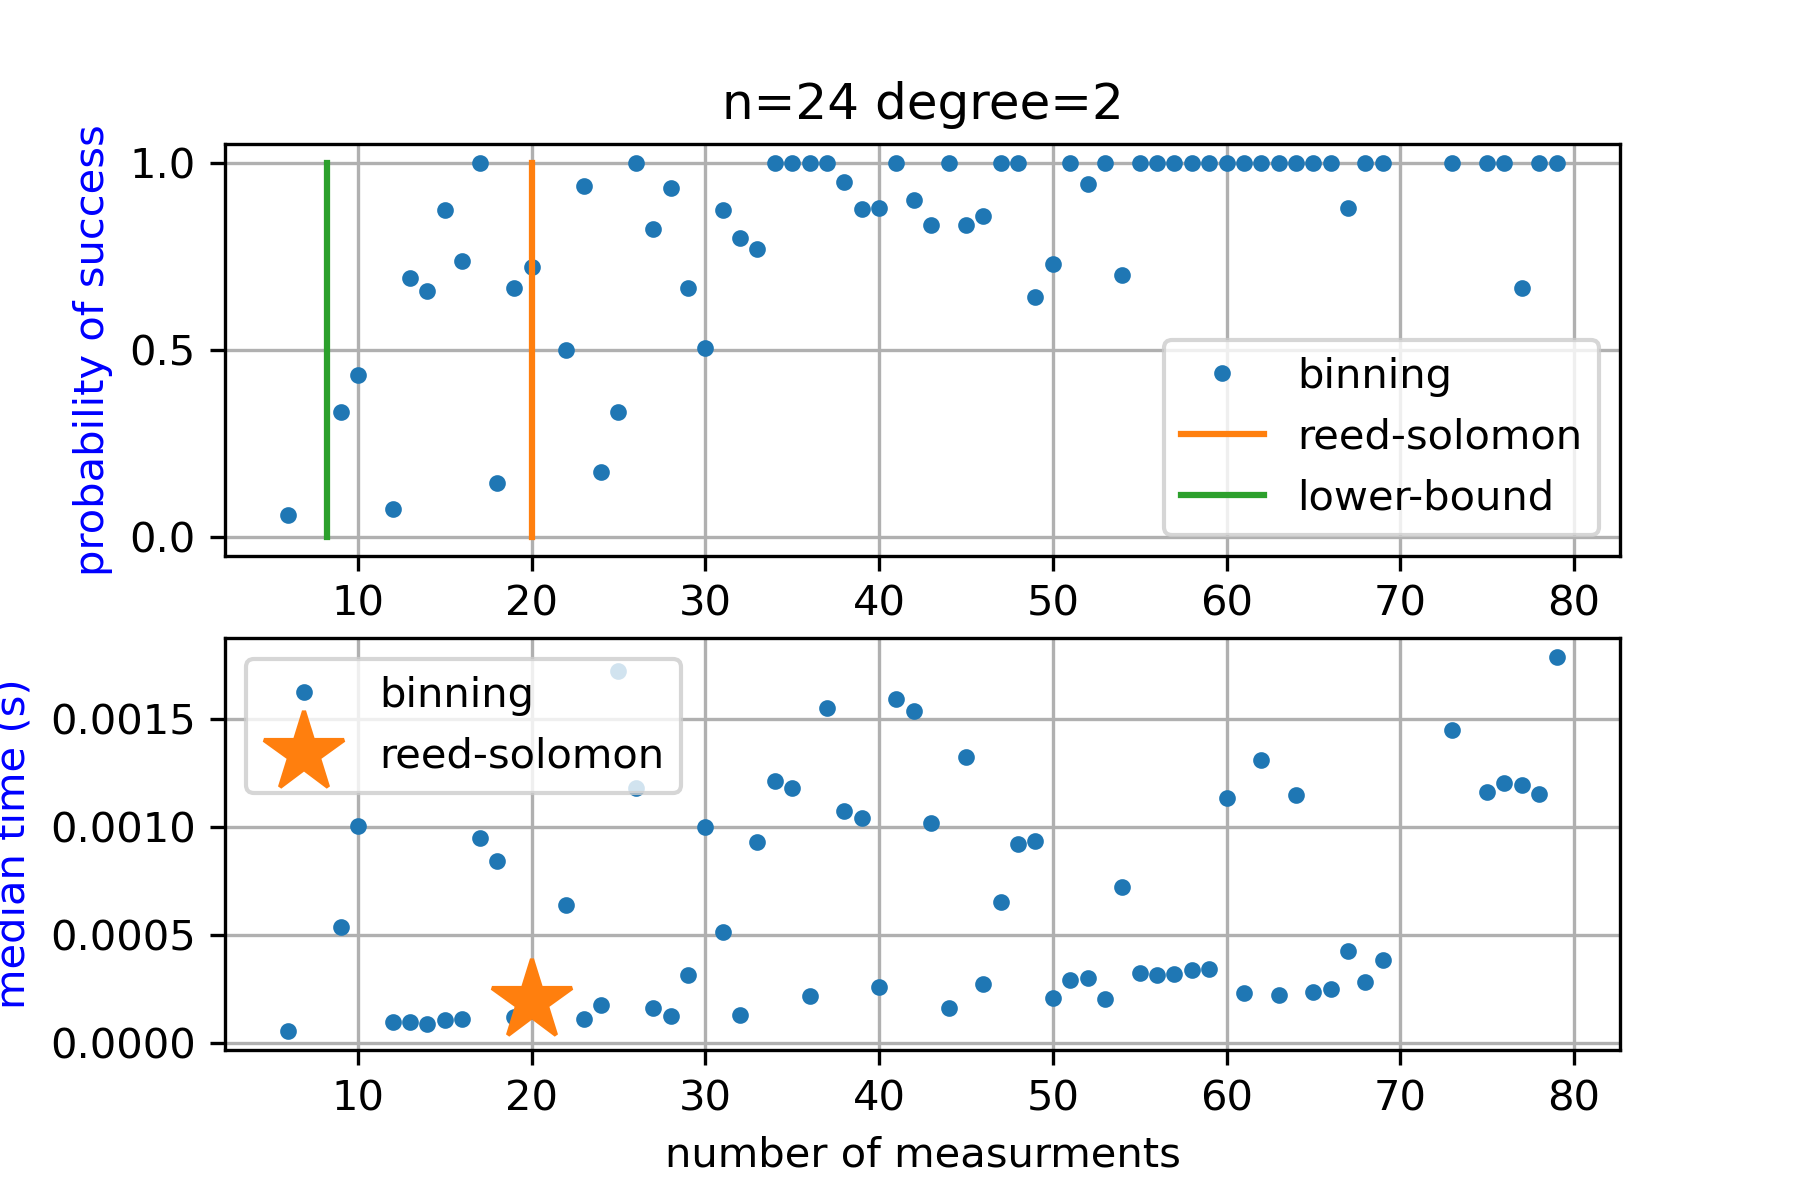 n=24 degree=2
probability of success
1.0
0.5
0.0
binning
reed-solomon
lower-bound
10 20 30 40 50 60 70 80
median time (s)
0.0015
0.0010
0.0005
0.0000
binning
reed-solomon
10 20 30 40 50 60 70 80
number of measurments